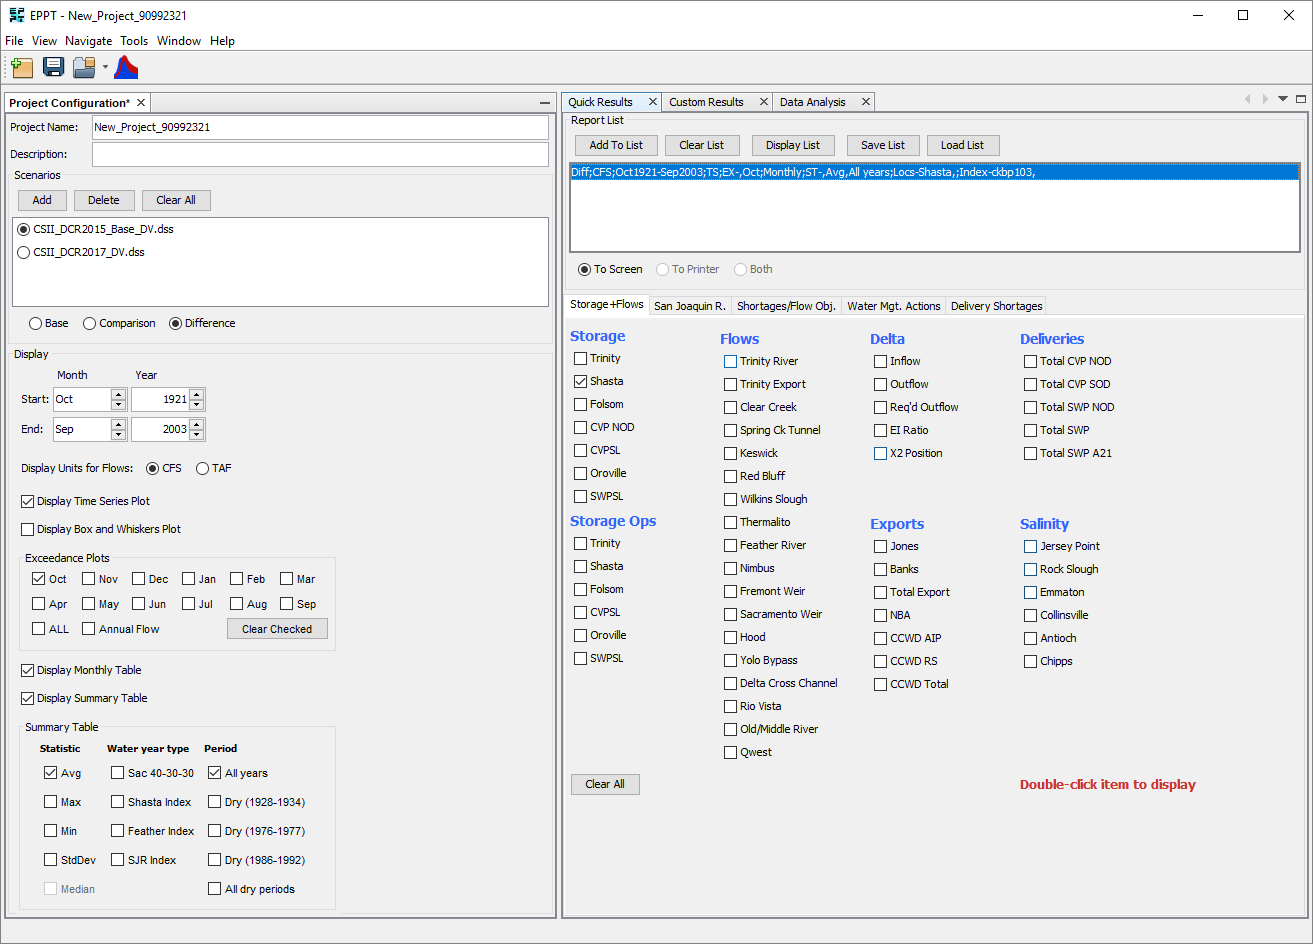 EPPT - New_Project_90992321
File View Navigate Tools Window Help
Project Configuration*
Project Name: New_Project_90992321
Description:
Scenarios
Add Delete Clear All
CSII_DCR2015_Base_DV.dss
CSII_DCR2017_DV.dss
Base Comparison Difference
Display
Month Year
Start: Oct 1921
End: Sep 2003
Display Units for Flows: CFS TAF
Display Time Series Plot
Display Box and Whiskers Plot
Exceedance Plots
Oct Nov Dec Jan Feb Mar
Apr May Jun Jul Aug Sep
ALL Annual Flow Clear Checked
Display Monthly Table
Display Summary Table
Summary Table
Statistic Water year type Period
Avg Sac 40-30-30 All years
Max Shasta Index Dry (1928-1934)
Min Feather Index Dry (1976-1977)
StdDev SJR Index Dry (1986-1992)
Median All dry periods
Quick Results Custom Results Data Analysis
Report List
Add To List Clear List Display List Save List Load List
Diff;CFS;Oct1921-Sep2003;TS;EX-,Oct;Monthly;ST-,Avg,All years;Locs-Shasta,;Index-ckbp103,
To Screen To Printer Both
Storage+Flows San Joaquin R. Shortages/Flow Obj. Water Mgt. Actions Delivery Shortages
Storage
Trinity
Shasta
Folsom
CVP NOD
CVPSL
Oroville
SWPSL
Storage Ops
Trinity
Shasta
Folsom
CVPSL
Oroville
SWPSL
Flows
Trinity River
Trinity Export
Clear Creek
Spring Ck Tunnel
Keswick
Red Bluff
Wilkins Slough
Thermalito
Feather River
Nimbus
Fremont Weir
Sacramento Weir
Hood
Yolo Bypass
Delta Cross Channel
Rio Vista
Old/Middle River
Qwest
Delta
Inflow
Outflow
Req'd Outflow
EI Ratio
X2 Position
Exports
Jones
Banks
Total Export
NBA
CCWD AIP
CCWD RS
CCWD Total
Deliveries
Total CVP NOD
Total CVP SOD
Total SWP NOD
Total SWP
Total SWP A21
Salinity
Jersey Point
Rock Slough
Emmaton
Collinsville
Antioch
Chipps
Clear All
Double-click item to display